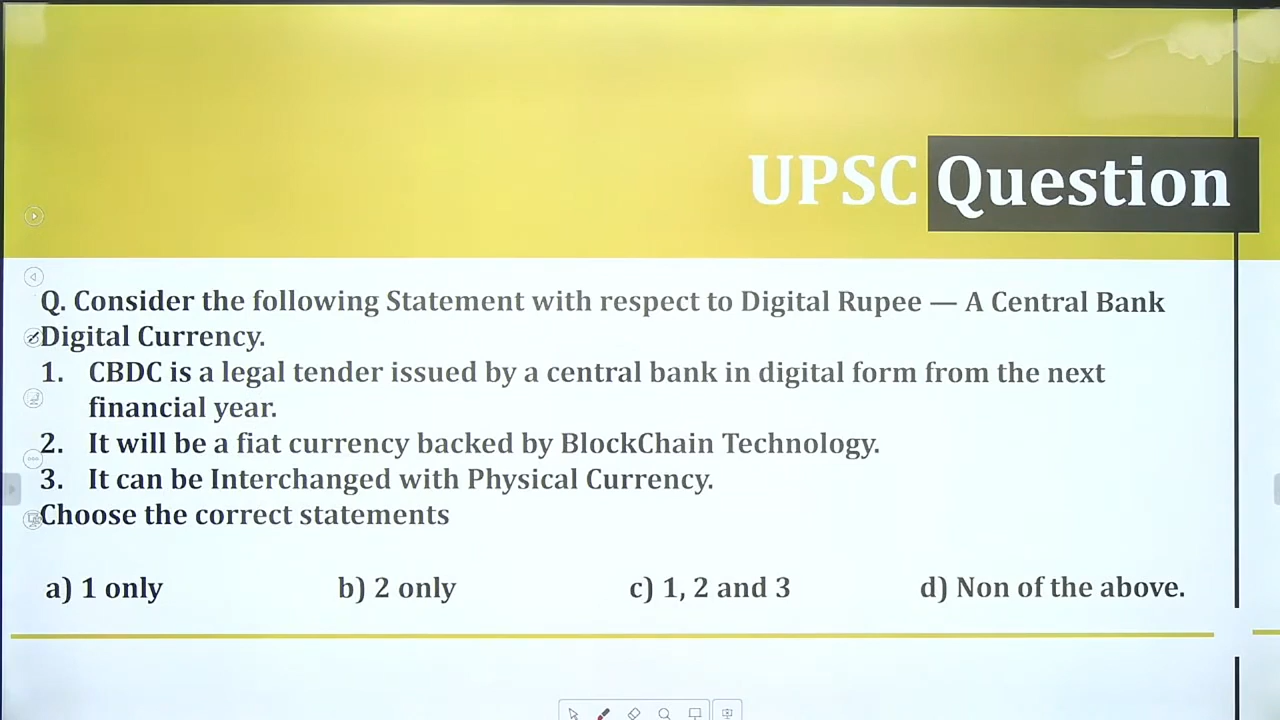 UPSC Question
Q. Consider the following Statement with respect to Digital Rupee — A Central Bank
Digital Currency.
1. CBDC is a legal tender issued by a central bank in digital form from the next
financial year.
2. It will be a fiat currency backed by BlockChain Technology.
3. It can be Interchanged with Physical Currency.
Choose the correct statements
a) 1 only b) 2 only c) 1, 2 and 3 d) Non of the above.